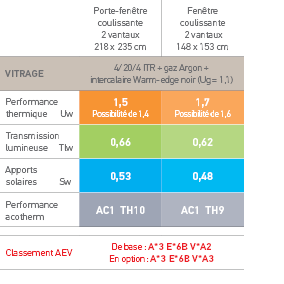 Porte-fenêtre
coulissante
2 vantaux
218 x 235 cm
Fenêtre
coulissante
2 vantaux
148 x 153 cm
VITRAGE
4/20/4 ITR + gaz Argon +
intercalaire Warm-edge noir (Ug = 1,1)
Performance
thermique Uw
1,5
Possibilité de 1,4
1,7
Possibilité de 1,6
Transmission
lumineuse Tlw
0,66
0,62
Apports
solaires Sw
0,53
0,48
Performance
acotherm
AC1 TH10
AC1 TH9
Classement AEV
De base : A*3 E*6B V*A2
En option : A*3 E*6B V*A3